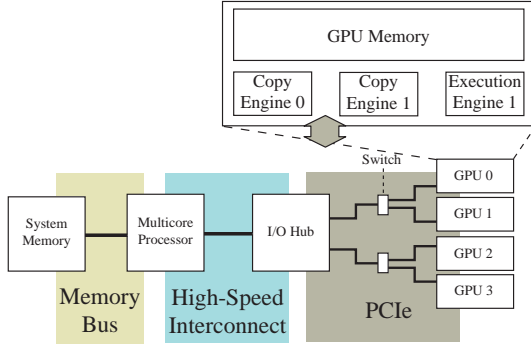 GPU Memory
Copy
Engine 0
Copy
Engine 1
Execution
Engine 1
Switch
GPU 0
GPU 1
GPU 2
GPU 3
System
Memory
Multicore
Processor
I/O Hub
Memory
Bus
High-Speed
Interconnect
PCIe